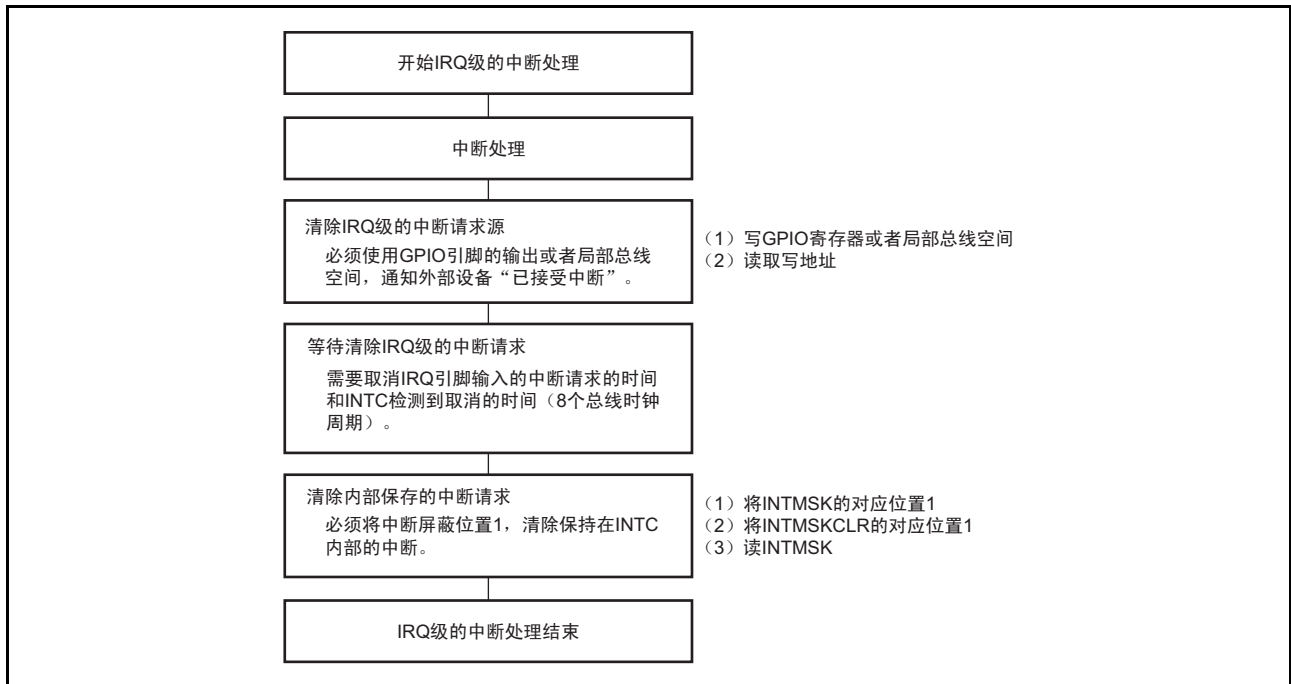 开始IRQ级的中断处理
中断处理
清除IRQ级的中断请求源
必须使用GPIO引脚的输出或者局部总线
空间，通知外部设备“已接受中断”。
（1）写GPIO寄存器或者局部总线空间
（2）读取写地址
等待清除IRQ级的中断请求
需要取消IRQ引脚输入的中断请求的时间
和INTC检测到取消的时间（8个总线时钟
周期）。
清除内部保存的中断请求
必须将中断屏蔽位置1，清除保持在INTC
内部的中断。
（1）将INTMSK的对应位置1
（2）将INTMSKCLR的对应位置1
（3）读INTMSK
IRQ级的中断处理结束